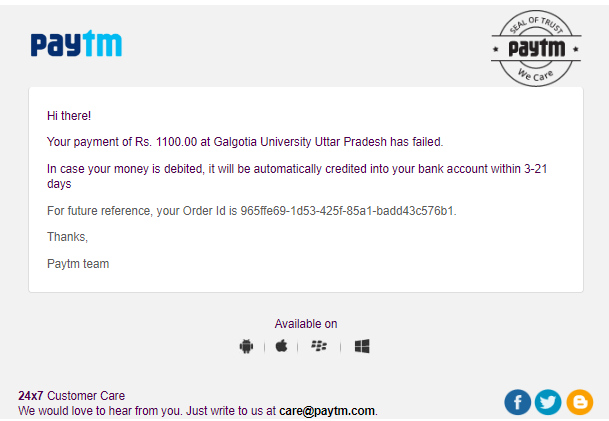 paytm
SEAL OF TRUST
paytm
We Care
Hi there!
Your payment of Rs. 1100.00 at Galgotia University Uttar Pradesh has failed.
In case your money is debited, it will be automatically credited into your bank account within 3-21
days
For future reference, your Order Id is 965ffe69-1d53-425f-85a1-badd43c576b1.
Thanks,
Paytm team
Available on
24x7 Customer Care
We would love to hear from you. Just write to us at care@paytm.com.